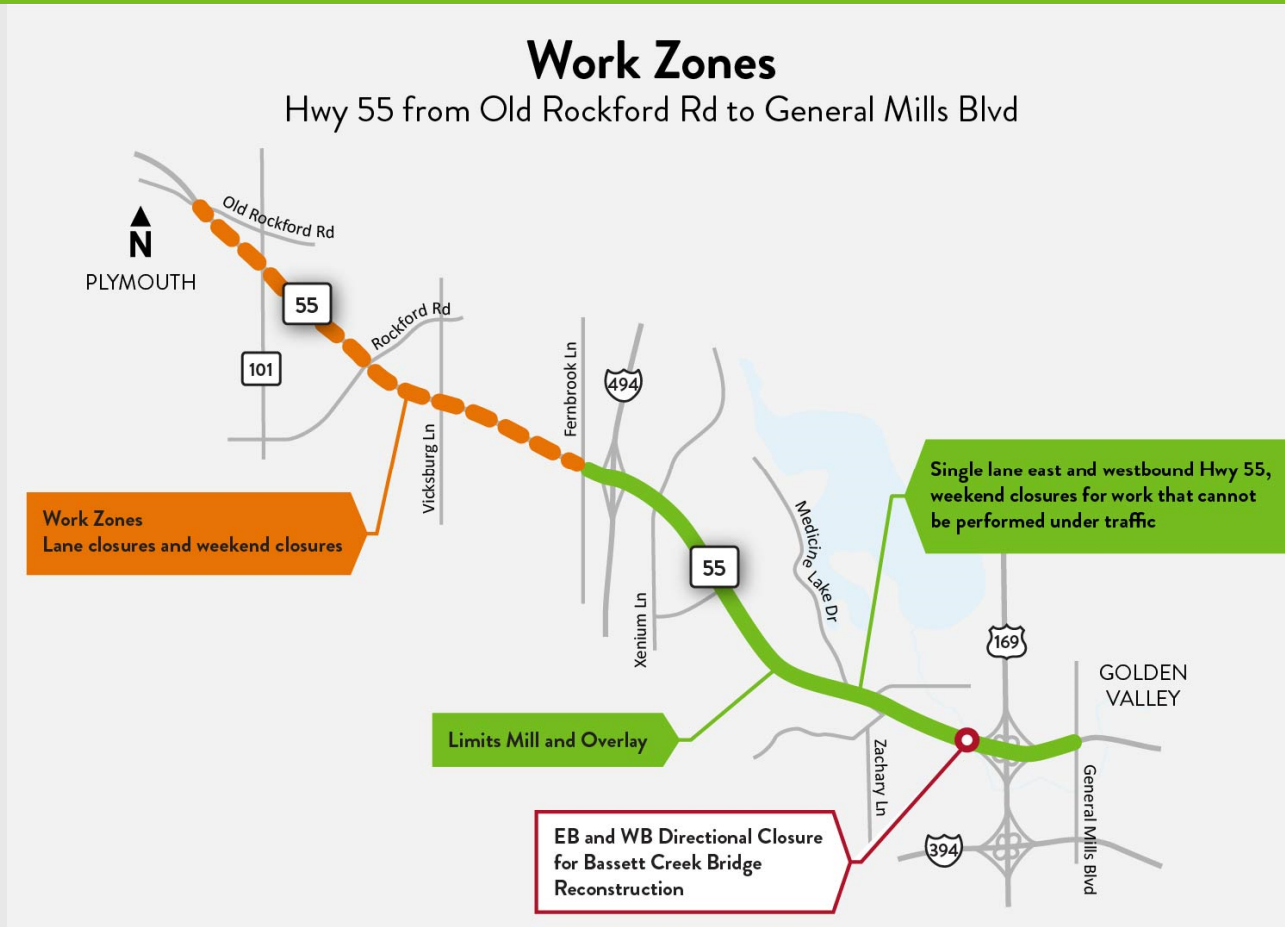 Work Zones
Hwy 55 from Old Rockford Rd to General Mills Blvd
Old Rockford Rd
N
PLYMOUTH
55
Rockford Rd
101
Fernbrook Ln
494
Vicksburg Ln
Work Zones
Lane closures and weekend closures
Single lane east and westbound Hwy 55,
weekend closures for work that cannot
be performed under traffic
Medicine Lake Dr
55
Xenium Ln
169
GOLDEN
VALLEY
Limits Mill and Overlay
Zachary Ln
General Mills Blvd
EB and WB Directional Closure
for Bassett Creek Bridge
Reconstruction
394